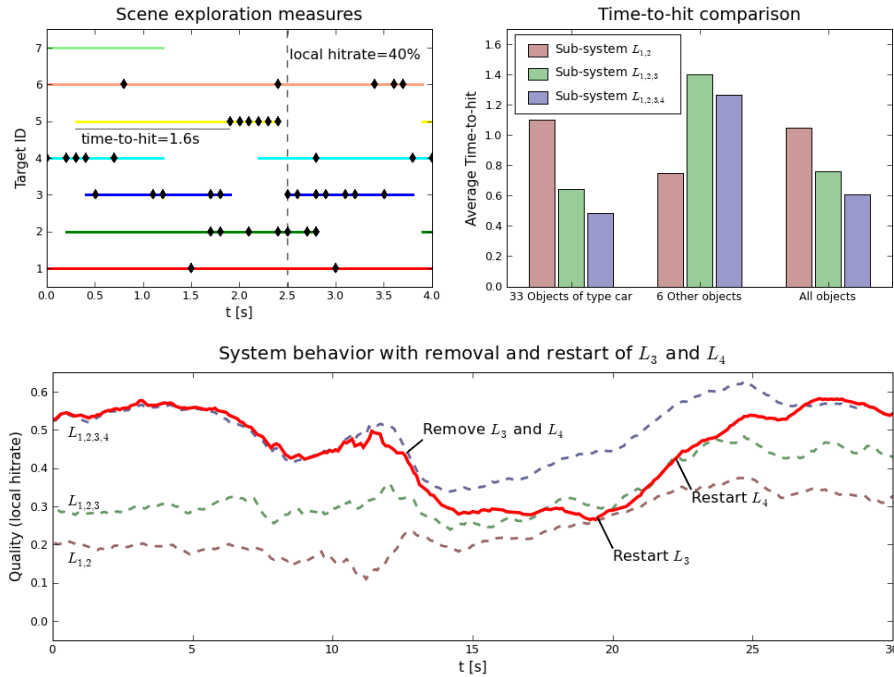 Scene exploration measures
Target ID
7
6
5
4
3
2
1
local hitrate=40%
time-to-hit=1.6s
0.0 0.5 1.0 1.5 2.0 2.5 3.0 3.5 4.0
t [s]
Time-to-hit comparison
Average Time-to-hit
1.6
1.4
1.2
1.0
0.8
0.6
0.4
0.2
0.0
Sub-system L1,2
Sub-system L1,2,3
Sub-system L1,2,3,4
33 Objects of type car 6 Other objects All objects
System behavior with removal and restart of L3 and L4
Quality (local hitrate)
0.6
0.5
0.4
0.3
0.2
0.1
0.0
L1,2,3,4
L1,2,3
L1,2
Remove L3 and L4
Restart L4
Restart L3
0 5 10 15 20 25 30
t [s]